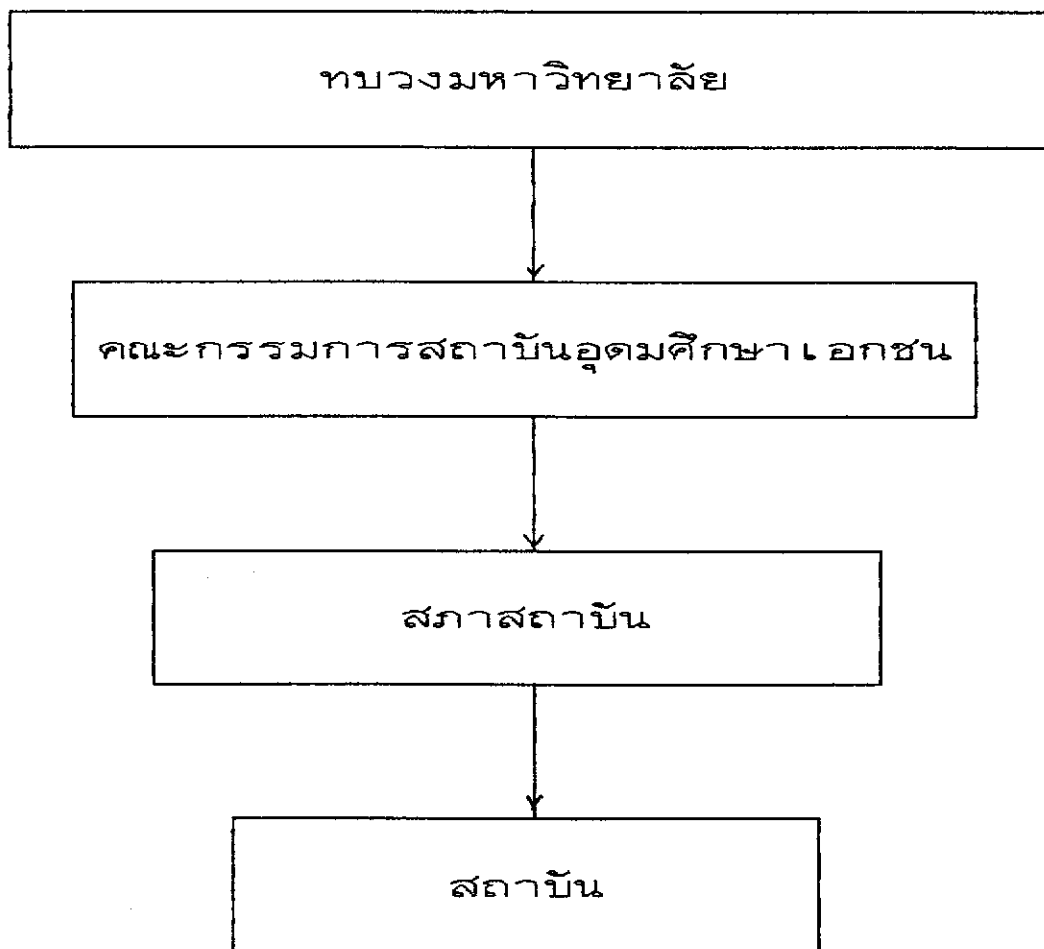 ทบวงมหาวิทยาลัย
คณะกรรมการสถาบันอุดมศึกษาเอกชน
สภาสถาบัน
สถาบัน